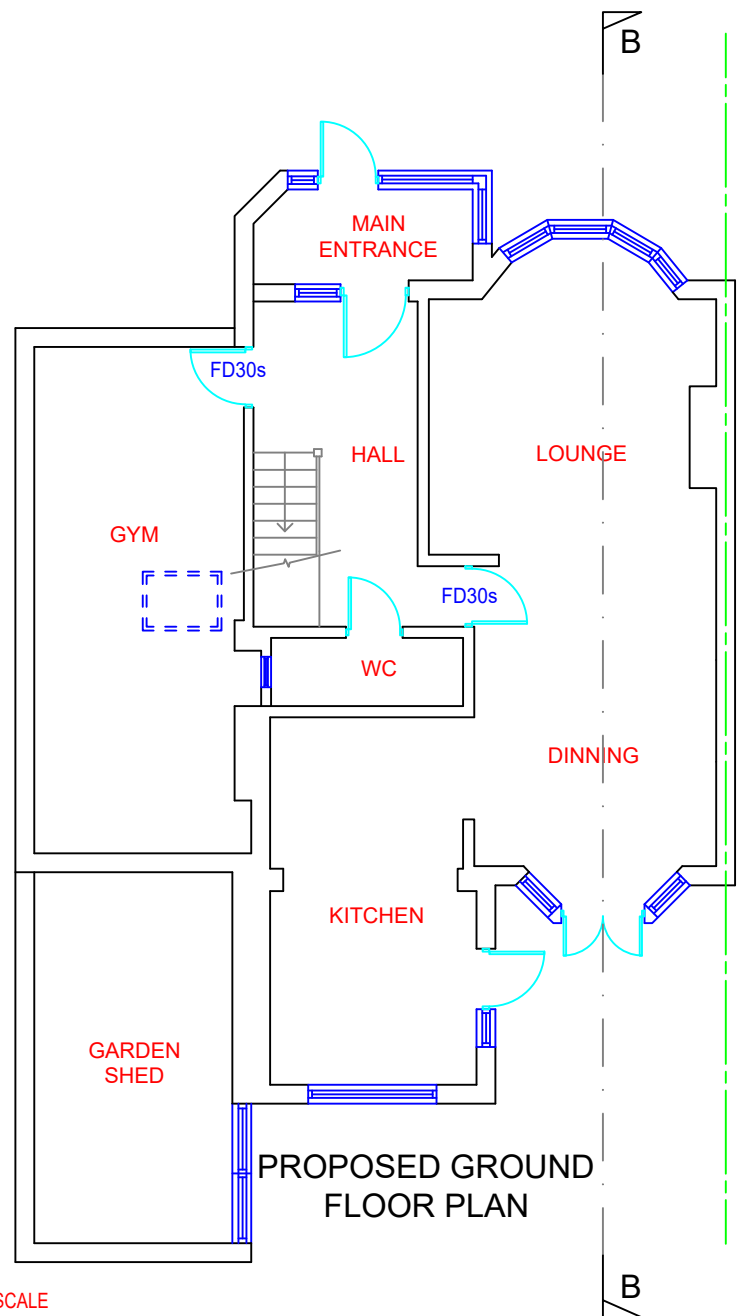 B
MAIN
ENTRANCE
FD30s
HALL
LOUNGE
GYM
FD30s
WC
DINNING
KITCHEN
GARDEN
SHED
PROPOSED GROUND
FLOOR PLAN
B
SCALE